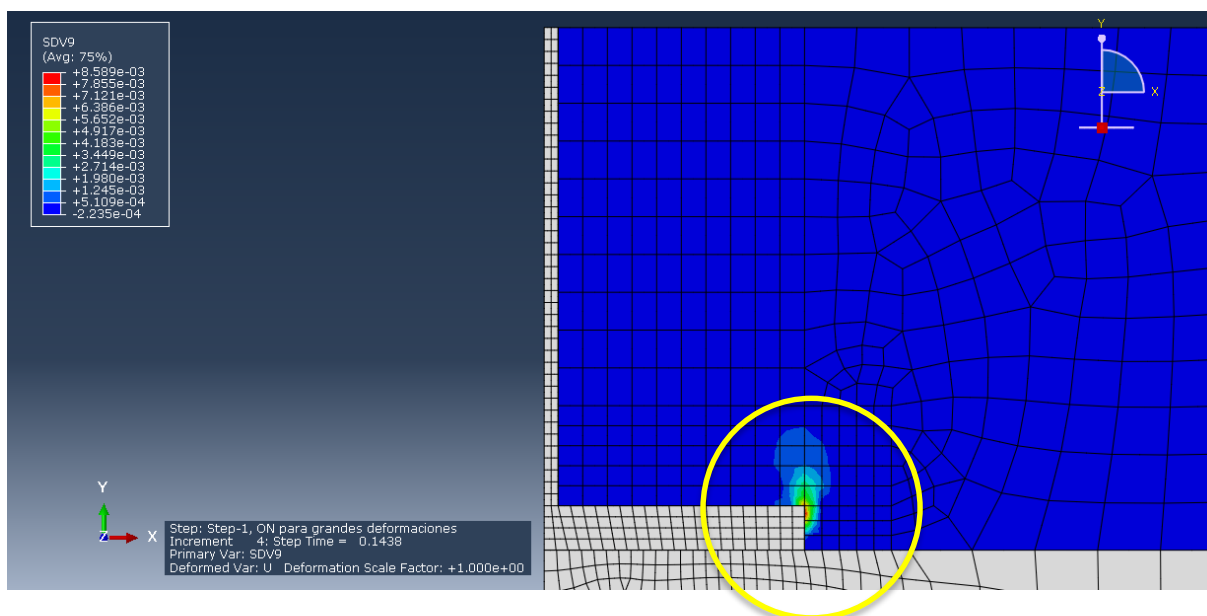 SDV9
(Avg: 75%)
+8.589e-03
+7.855e-03
+7.121e-03
+6.386e-03
+5.652e-03
+4.917e-03
+4.183e-03
+3.449e-03
+2.714e-03
+1.980e-03
+1.245e-03
+5.109e-04
-2.235e-04
Y
Z
X
Y
Z
X
Step: Step-1, ON para grandes deformaciones
Increment 4: Step Time = 0.1438
Primary Var: SDV9
Deformed Var: U Deformation Scale Factor: +1.000e+00